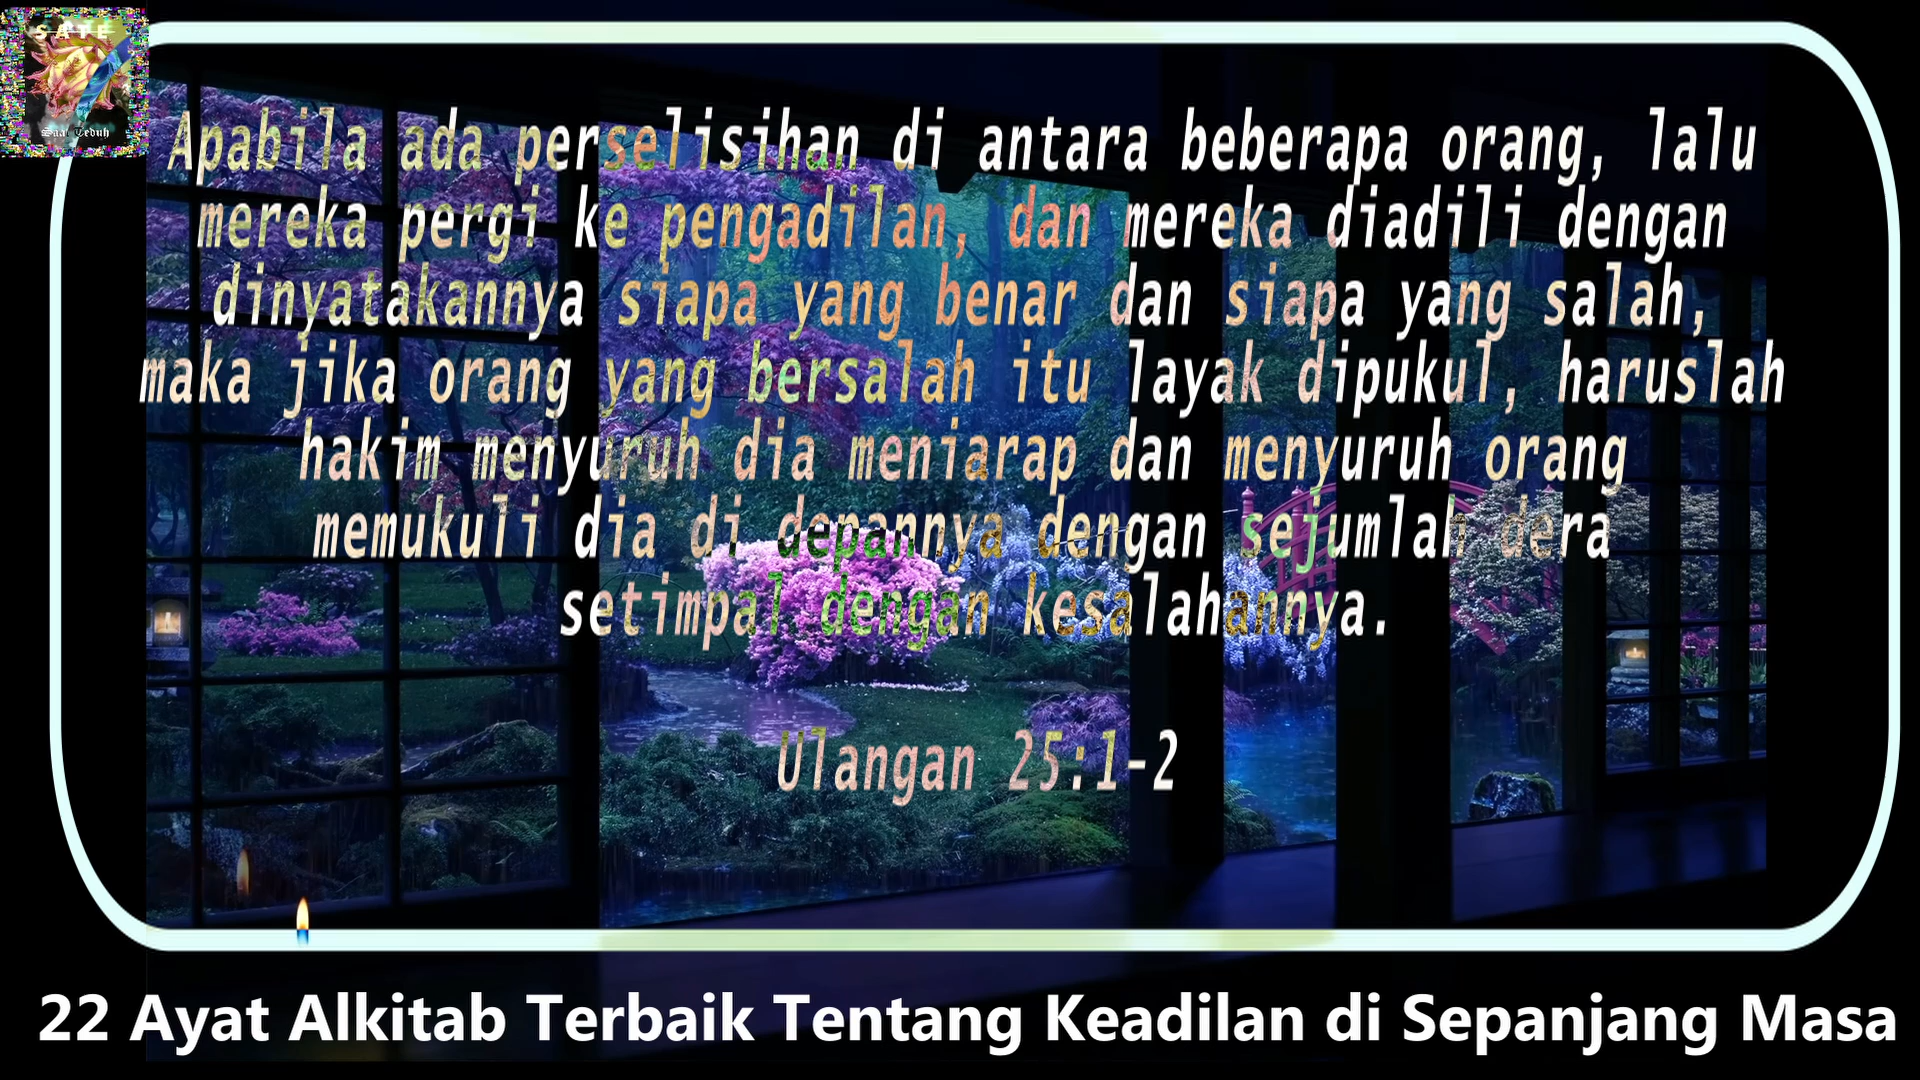 SATE
Saat Teduh
Apabila ada perselisihan di antara beberapa orang, lalu
mereka pergi ke pengadilan, dan mereka diadili dengan
dinyatakannya siapa yang benar dan siapa yang salah,
maka jika orang yang bersalah itu layak dipukul, haruslah
hakim menyuruh dia meniarap dan menyuruh orang
memukuli dia di depannya dengan sejumlah dera
setimpal dengan kesalahannya.
Ulangan 25:1-2
22 Ayat Alkitab Terbaik Tentang Keadilan di Sepanjang Masa